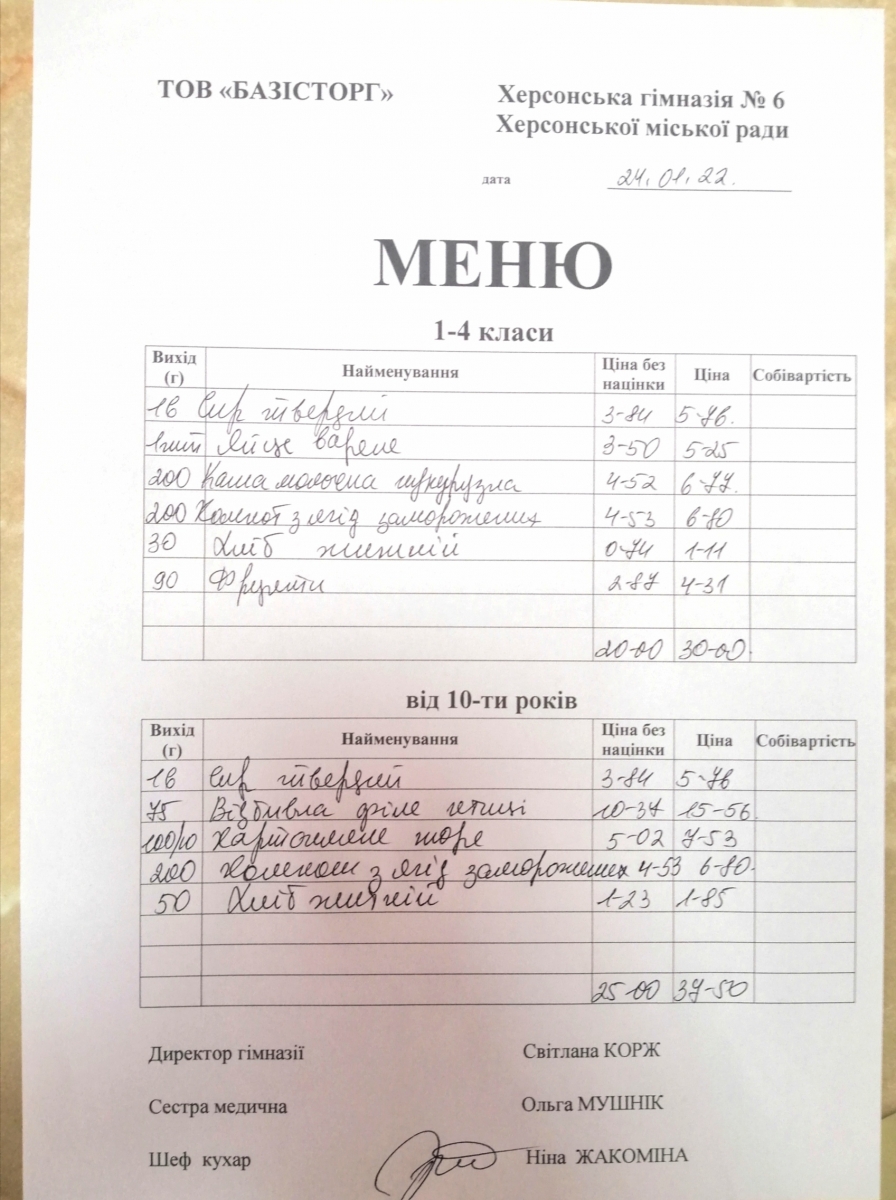 ТОВ «БАЗІСТОРГ» Херсонська гімназія № 6
Херсонської міської ради
дата 24.01.22.
МЕНЮ
1-4 класи
Вихід (г) Найменування Ціна без націнки Ціна Собівартість
16 Сир твердий 3-84 5-76.
1шт Яйце варене 3-50 5-25
200 Каша молочна кукурузна 4-52 6-77.
200 Компот з ягід заморожених 4-53 6-80
30 Хліб житній 0-74 1-11
90 Фрукти 2-87 4-31
20-00 30-00.
від 10-ти років
Вихід (г) Найменування Ціна без націнки Ціна Собівартість
16 Сир твердий 3-84 5-76
75 Відбивна філе птиці 10-37 15-56
100/10 Картопляне пюре 5-02 7-53
200 Компот з ягід заморожених 4-53 6-80.
50 Хліб житній 1-23 1-85
25-00 37-50
Директор гімназії Світлана КОРЖ
Сестра медична Ольга МУШНІК
Шеф кухар Ніна ЖАКОМІНА